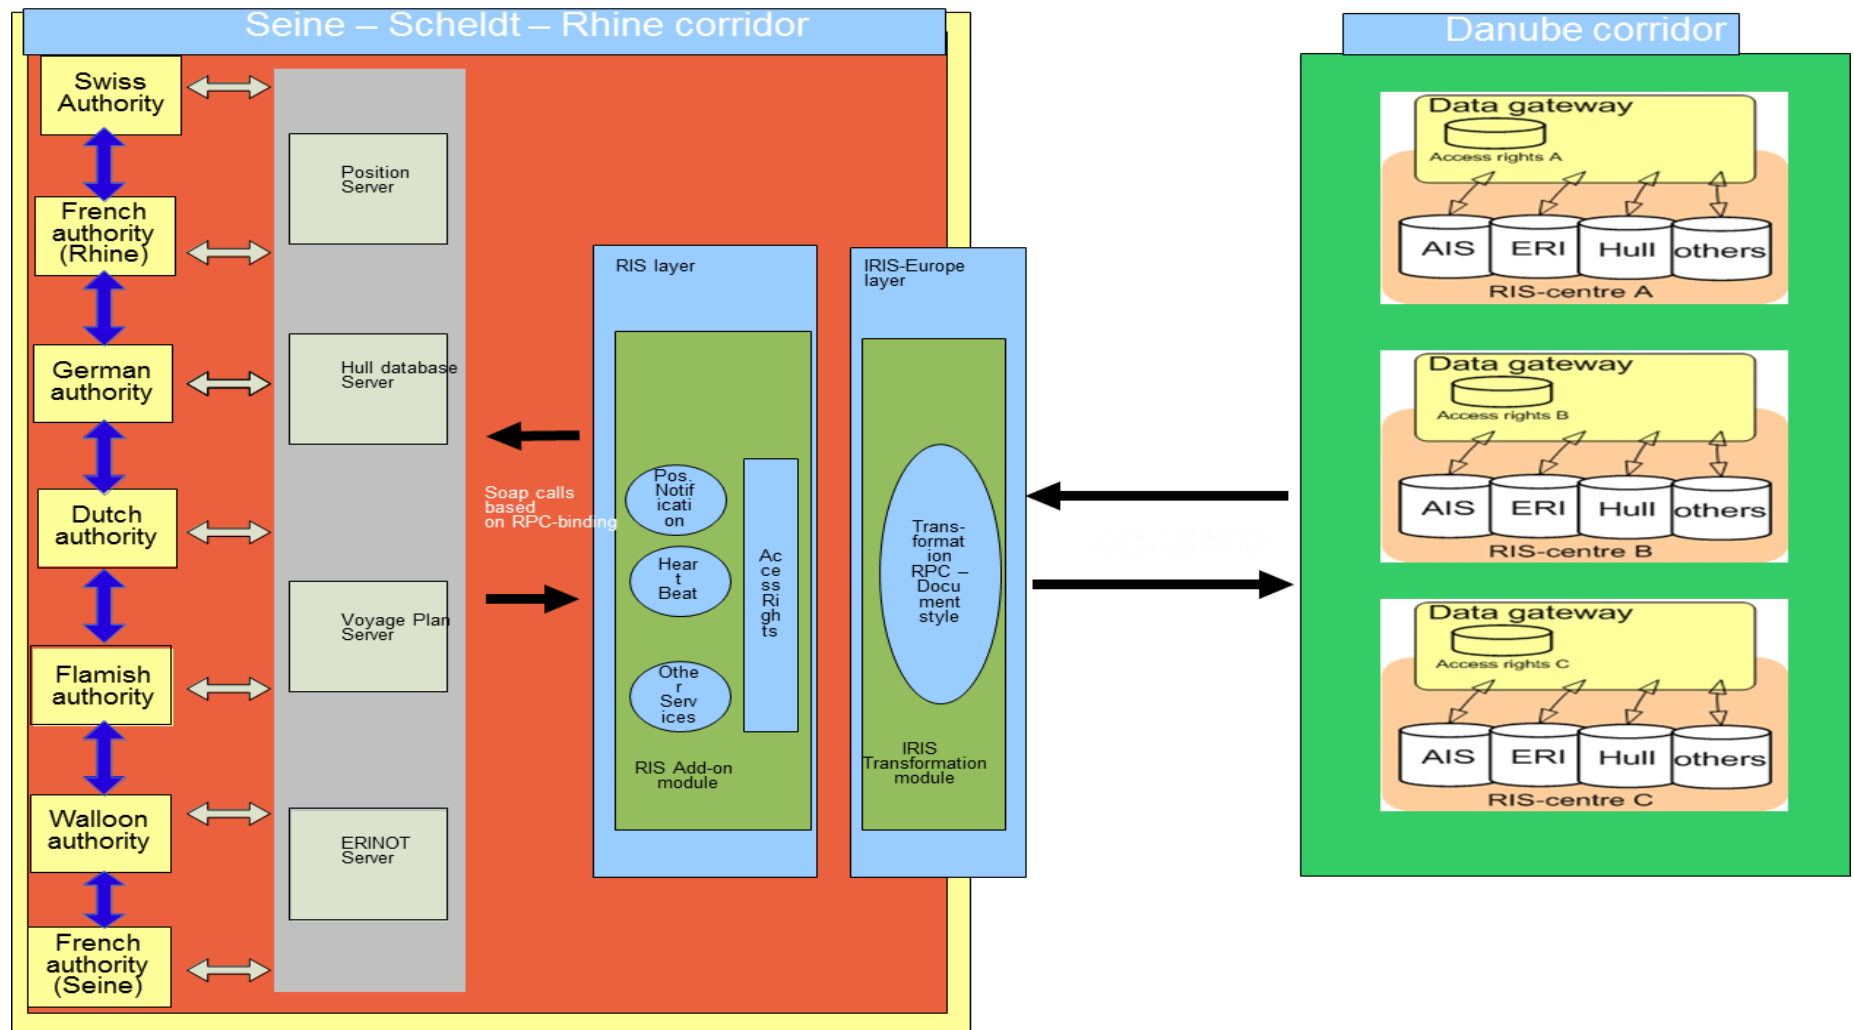 Seine – Scheldt – Rhine corridor
Swiss
Authority
French
authority
(Rhine)
German
authority
Dutch
authority
Flamish
authority
Walloon
authority
French
authority
(Seine)
Position
Server
Hull database
Server
Voyage Plan
Server
ERINOT
Server
Soap calls
based
on RPC-binding
RIS layer
Pos.
Notif
icati
on
Hear
t
Beat
Othe
r
Serv
ices
Ac
ce
ss
Ri
gh
ts
RIS Add-on
module
IRIS-Europe
layer
Trans-
format
ion
RPC –
Docu
ment
style
IRIS
Transformation
module
Danube corridor
Data gateway
Access rights A
AIS
ERI
Hull
others
RIS-centre A
Data gateway
Access rights B
AIS
ERI
Hull
others
RIS-centre B
Data gateway
Access rights C
AIS
ERI
Hull
others
RIS-centre C